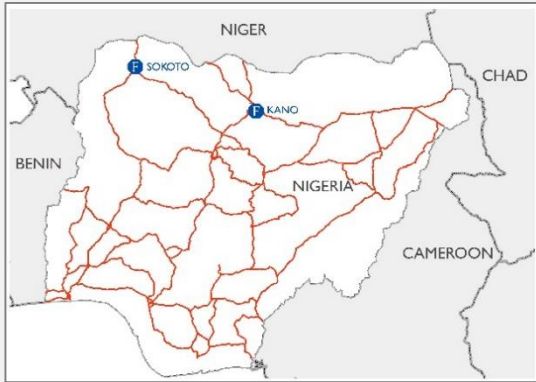 NIGER
F SOKOTO
CHAD
F KANO
BENIN
NIGERIA
CAMEROON